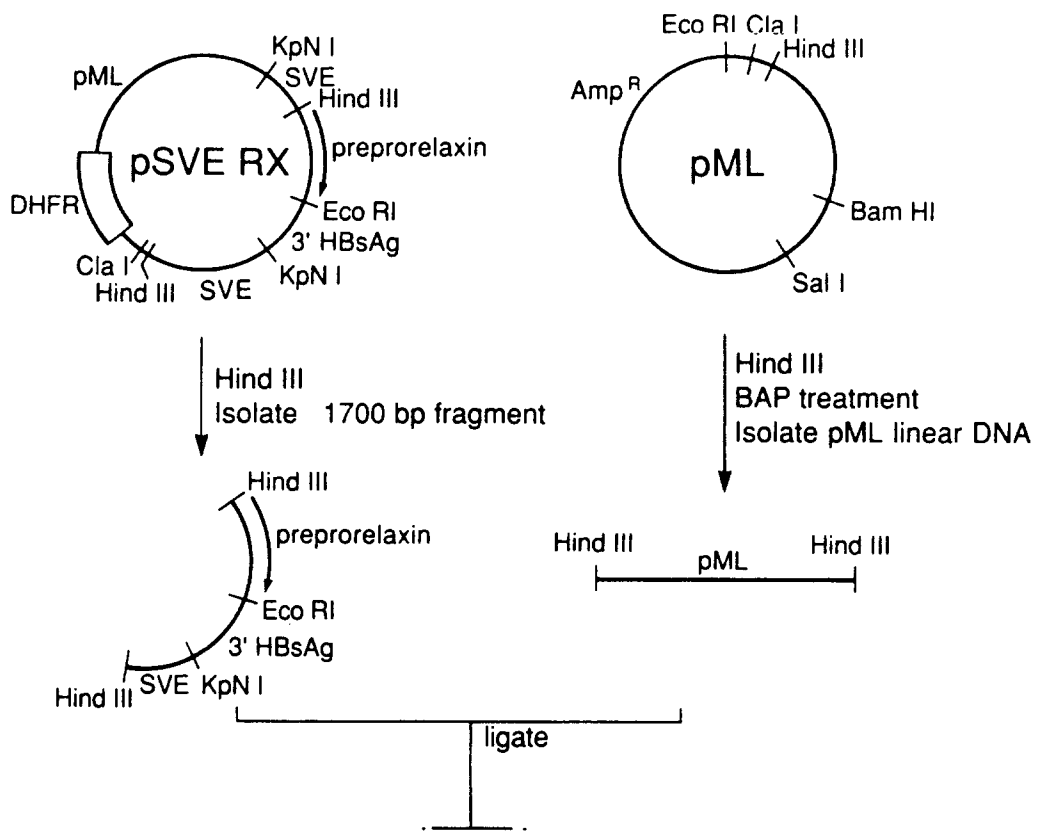 KpN I
SVE
Hind III
pML
preprorelaxin
pSVE RX
DHFR
Eco RI
3' HBsAg
KpN I
Cla I
Hind III
SVE
Eco RI
Cla I
Hind III
Amp R
pML
Bam HI
Sal I
Hind III
Isolate 1700 bp fragment
Hind III
BAP treatment
Isolate pML linear DNA
Hind III
preprorelaxin
Eco RI
3' HBsAg
KpN I
SVE
Hind III
Hind III
pML
Hind III
ligate